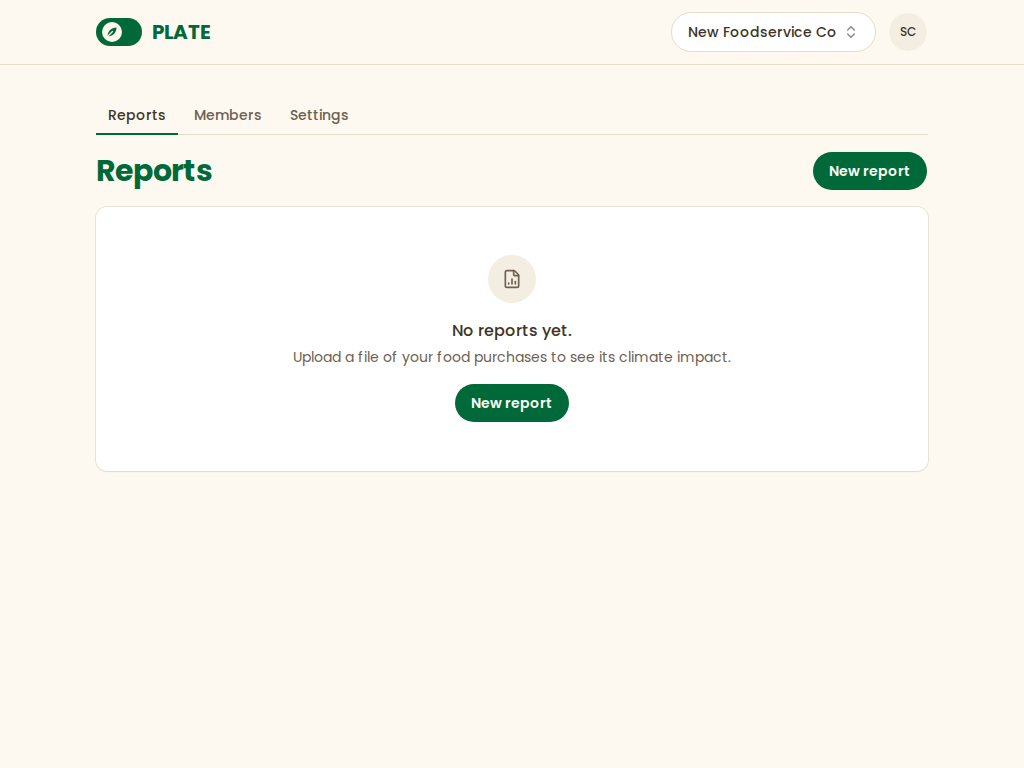 PLATE
New Foodservice Co
SC
Reports
Members
Settings
Reports
New report
No reports yet.
Upload a file of your food purchases to see its climate impact.
New report